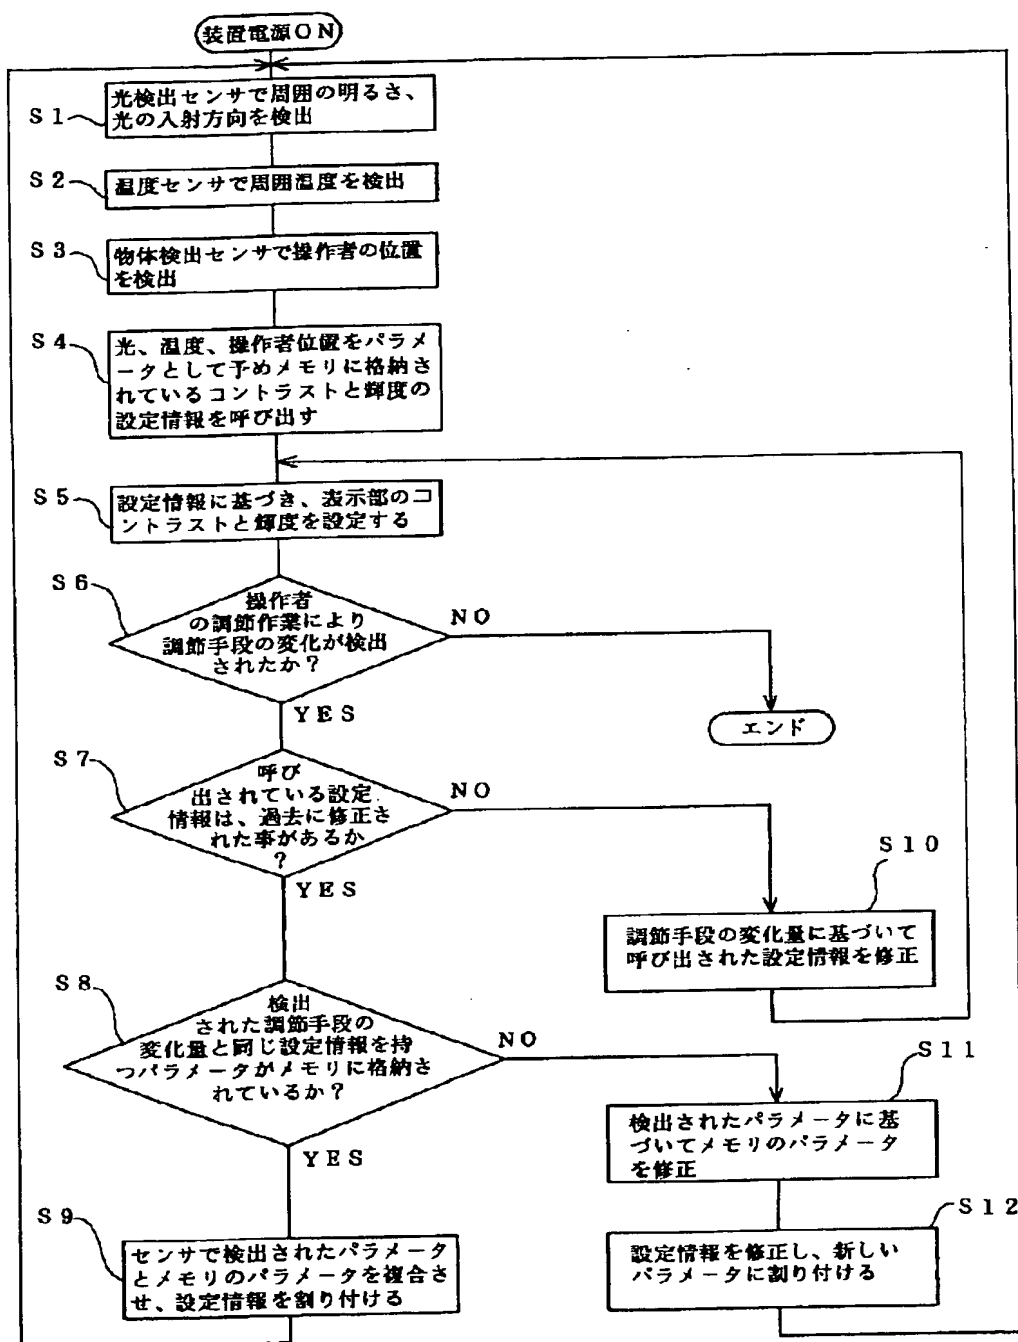 装置電源ON
S1
光検出センサで周囲の明るさ、
光の入射方向を検出
S2
温度センサで周囲温度を検出
S3
物体検出センサで操作者の位置
を検出
S4
光、温度、操作者位置をパラメ
ータとして予めメモリに格納さ
れているコントラストと輝度の
設定情報を呼び出す
S5
設定情報に基づき、表示部のコ
ントラストと輝度を設定する
S6
操作者
の調節作業により
調節手段の変化が検出
されたか?
NO
YES
エンド
S7
呼び
出されている設定
情報は、過去に修正さ
れた事があるか
?
NO
YES
S10
調節手段の変化量に基づいて
呼び出された設定情報を修正
S8
検出
された調節手段の
変化量と同じ設定情報を持
つパラメータがメモリに格納さ
れているか?
NO
YES
S11
検出されたパラメータに基
づいてメモリのパラメータ
を修正
S9
センサで検出されたパラメータ
とメモリのパラメータを複合さ
せ、設定情報を割り付ける
S12
設定情報を修正し、新しい
パラメータに割り付ける